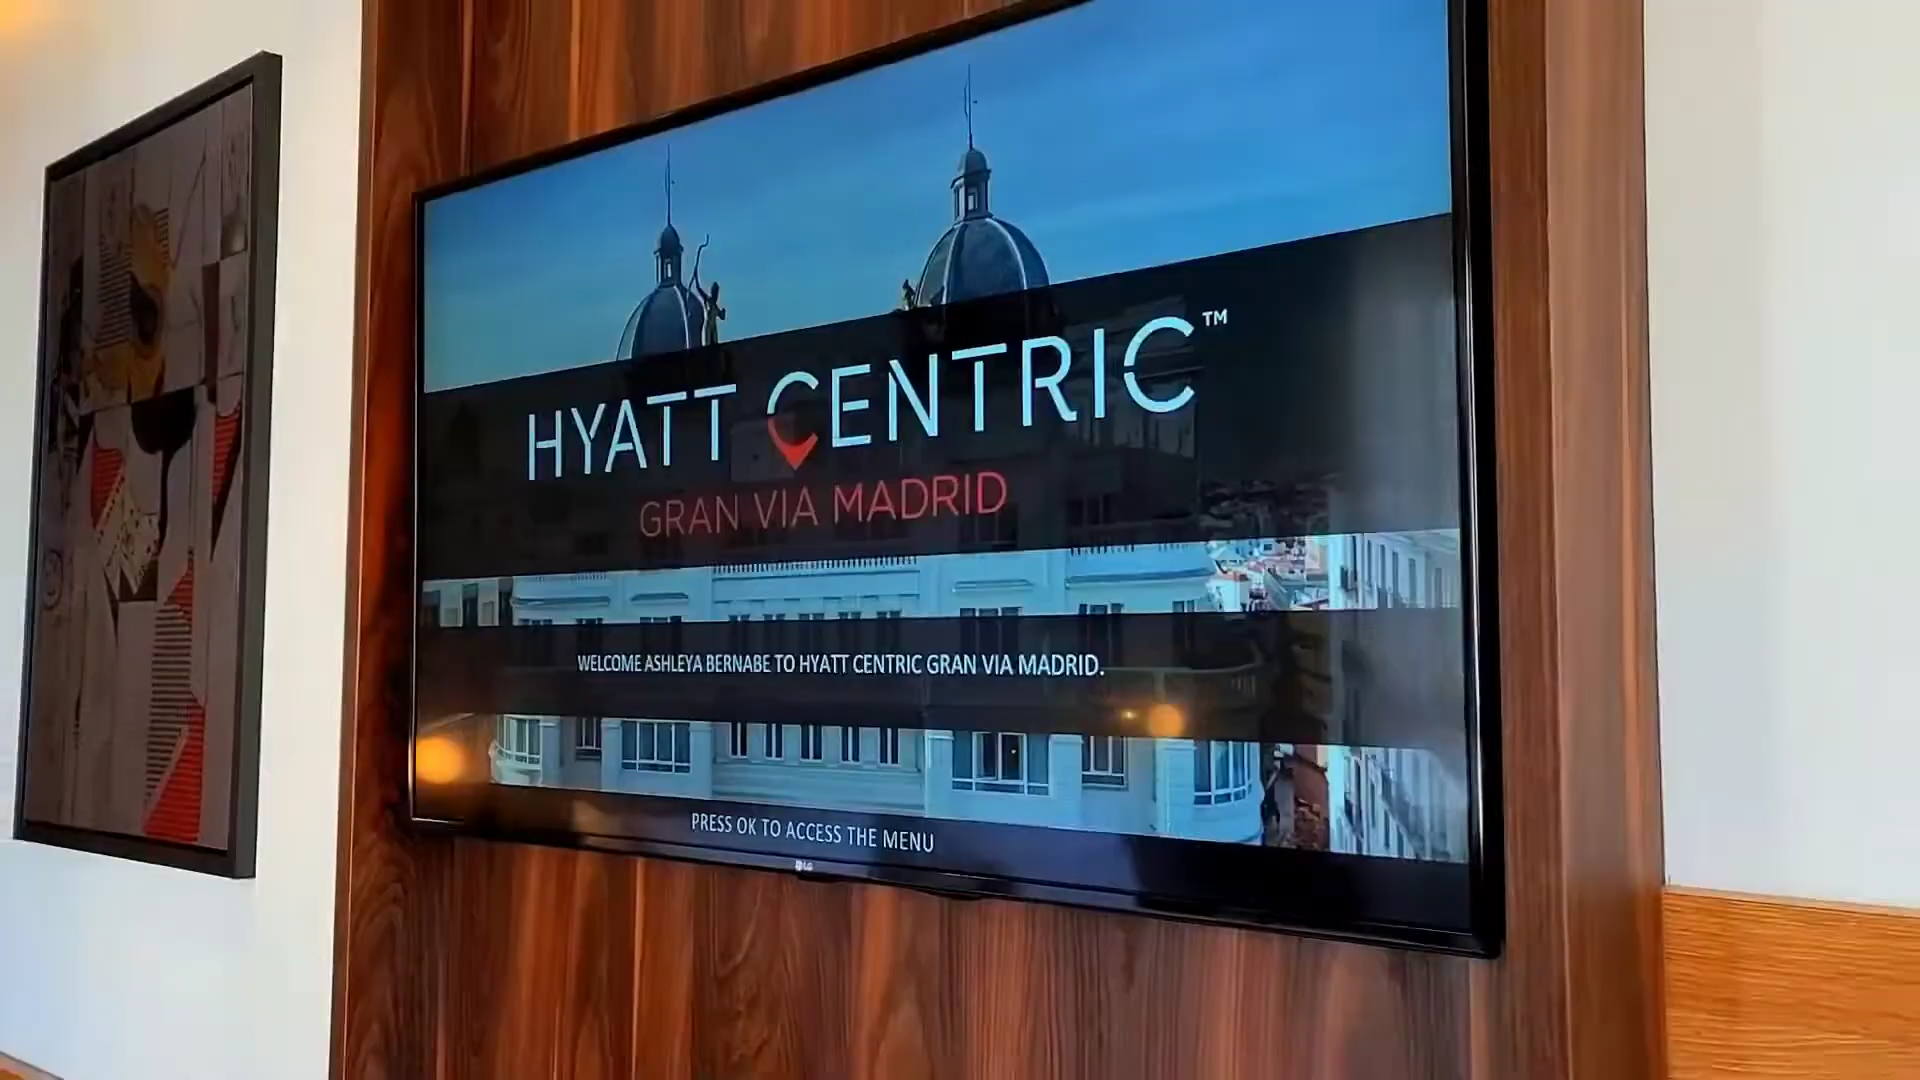 HYATT CENTRIC™
GRAN VIA MADRID
WELCOME ASHLEYA BERNABE TO HYATT CENTRIC GRAN VIA MADRID.
PRESS OK TO ACCESS THE MENU
LG